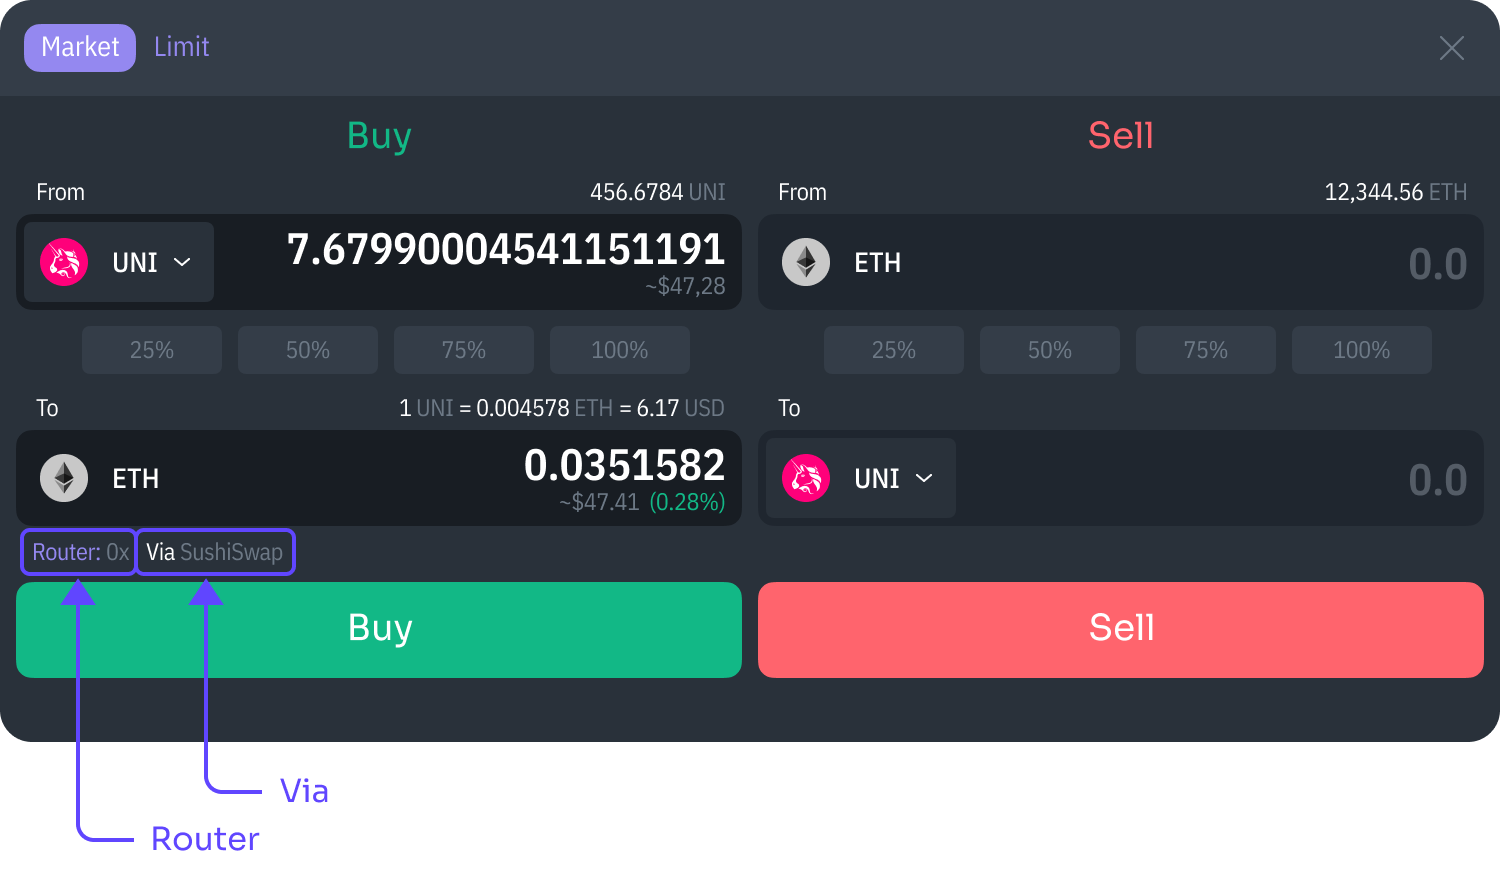 Market Limit
Buy
From 456.6784 UNI
UNI 7.67990004541151191
~$47,28
25% 50% 75% 100%
To 1 UNI = 0.004578 ETH = 6.17 USD
ETH 0.0351582
~$47.41 (0.28%)
Router: 0x Via SushiSwap
Buy
Sell
From 12,344.56 ETH
ETH 0.0
25% 50% 75% 100%
To
UNI 0.0
Sell
Via
Router